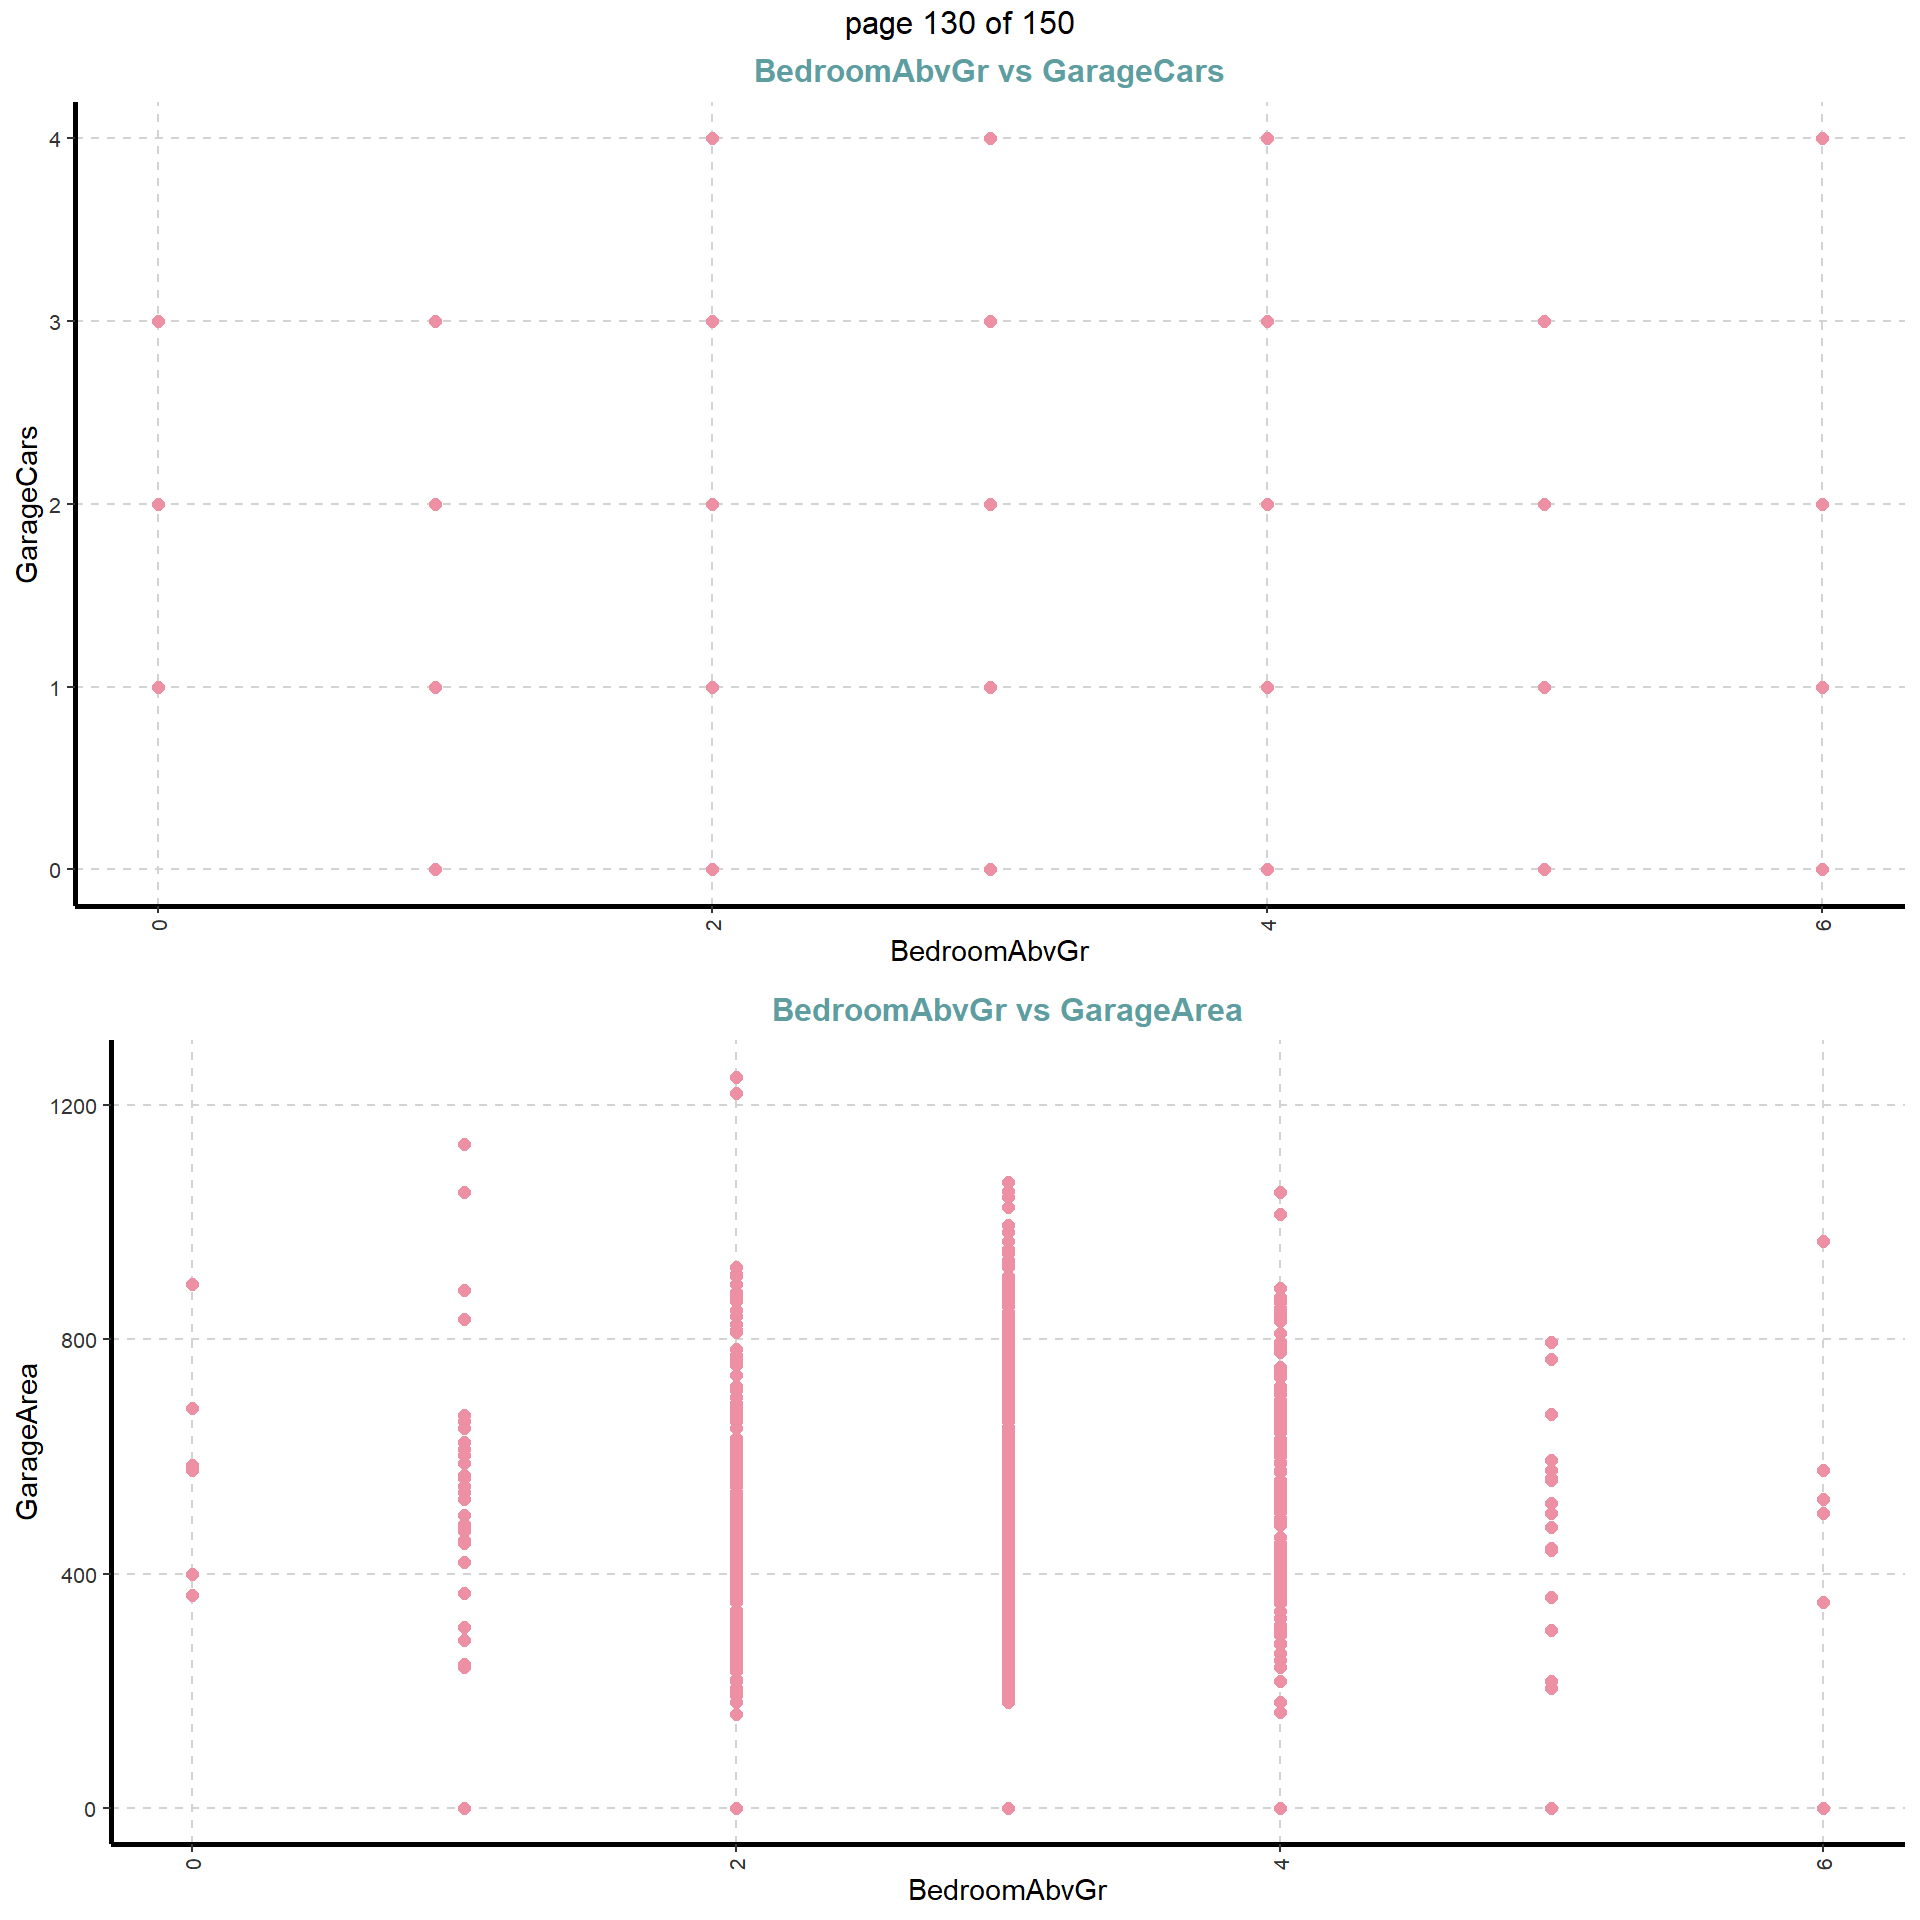 page 130 of 150
BedroomAbvGr vs GarageCars
GarageCars
4
3
2
1
0
0 2 4 6
BedroomAbvGr
BedroomAbvGr vs GarageArea
GarageArea
1200
800
400
0
0 2 4 6
BedroomAbvGr